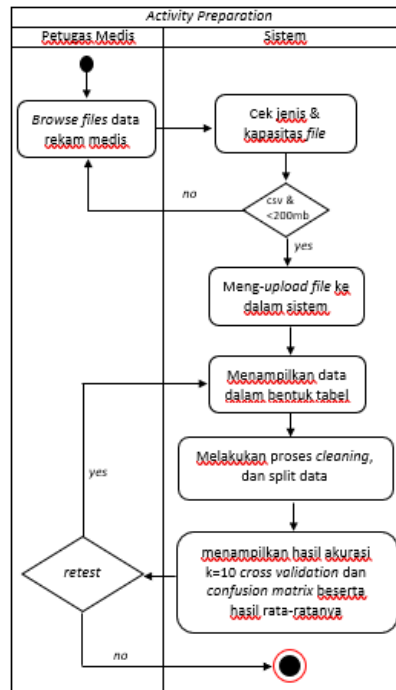 Activity Preparation
Petugas Medis
Sistem
Browse files data
rekam medis
Cek jenis &
kapasitas file
no
csv &
<200mb
yes
Meng-upload file ke
dalam sistem
Menampilkan data
dalam bentuk tabel
yes
Melakukan proses cleaning,
dan split data
retest
menampilkan hasil akurasi
k=10 cross validation dan
confusion matrix beserta
hasil rata-ratanya
no